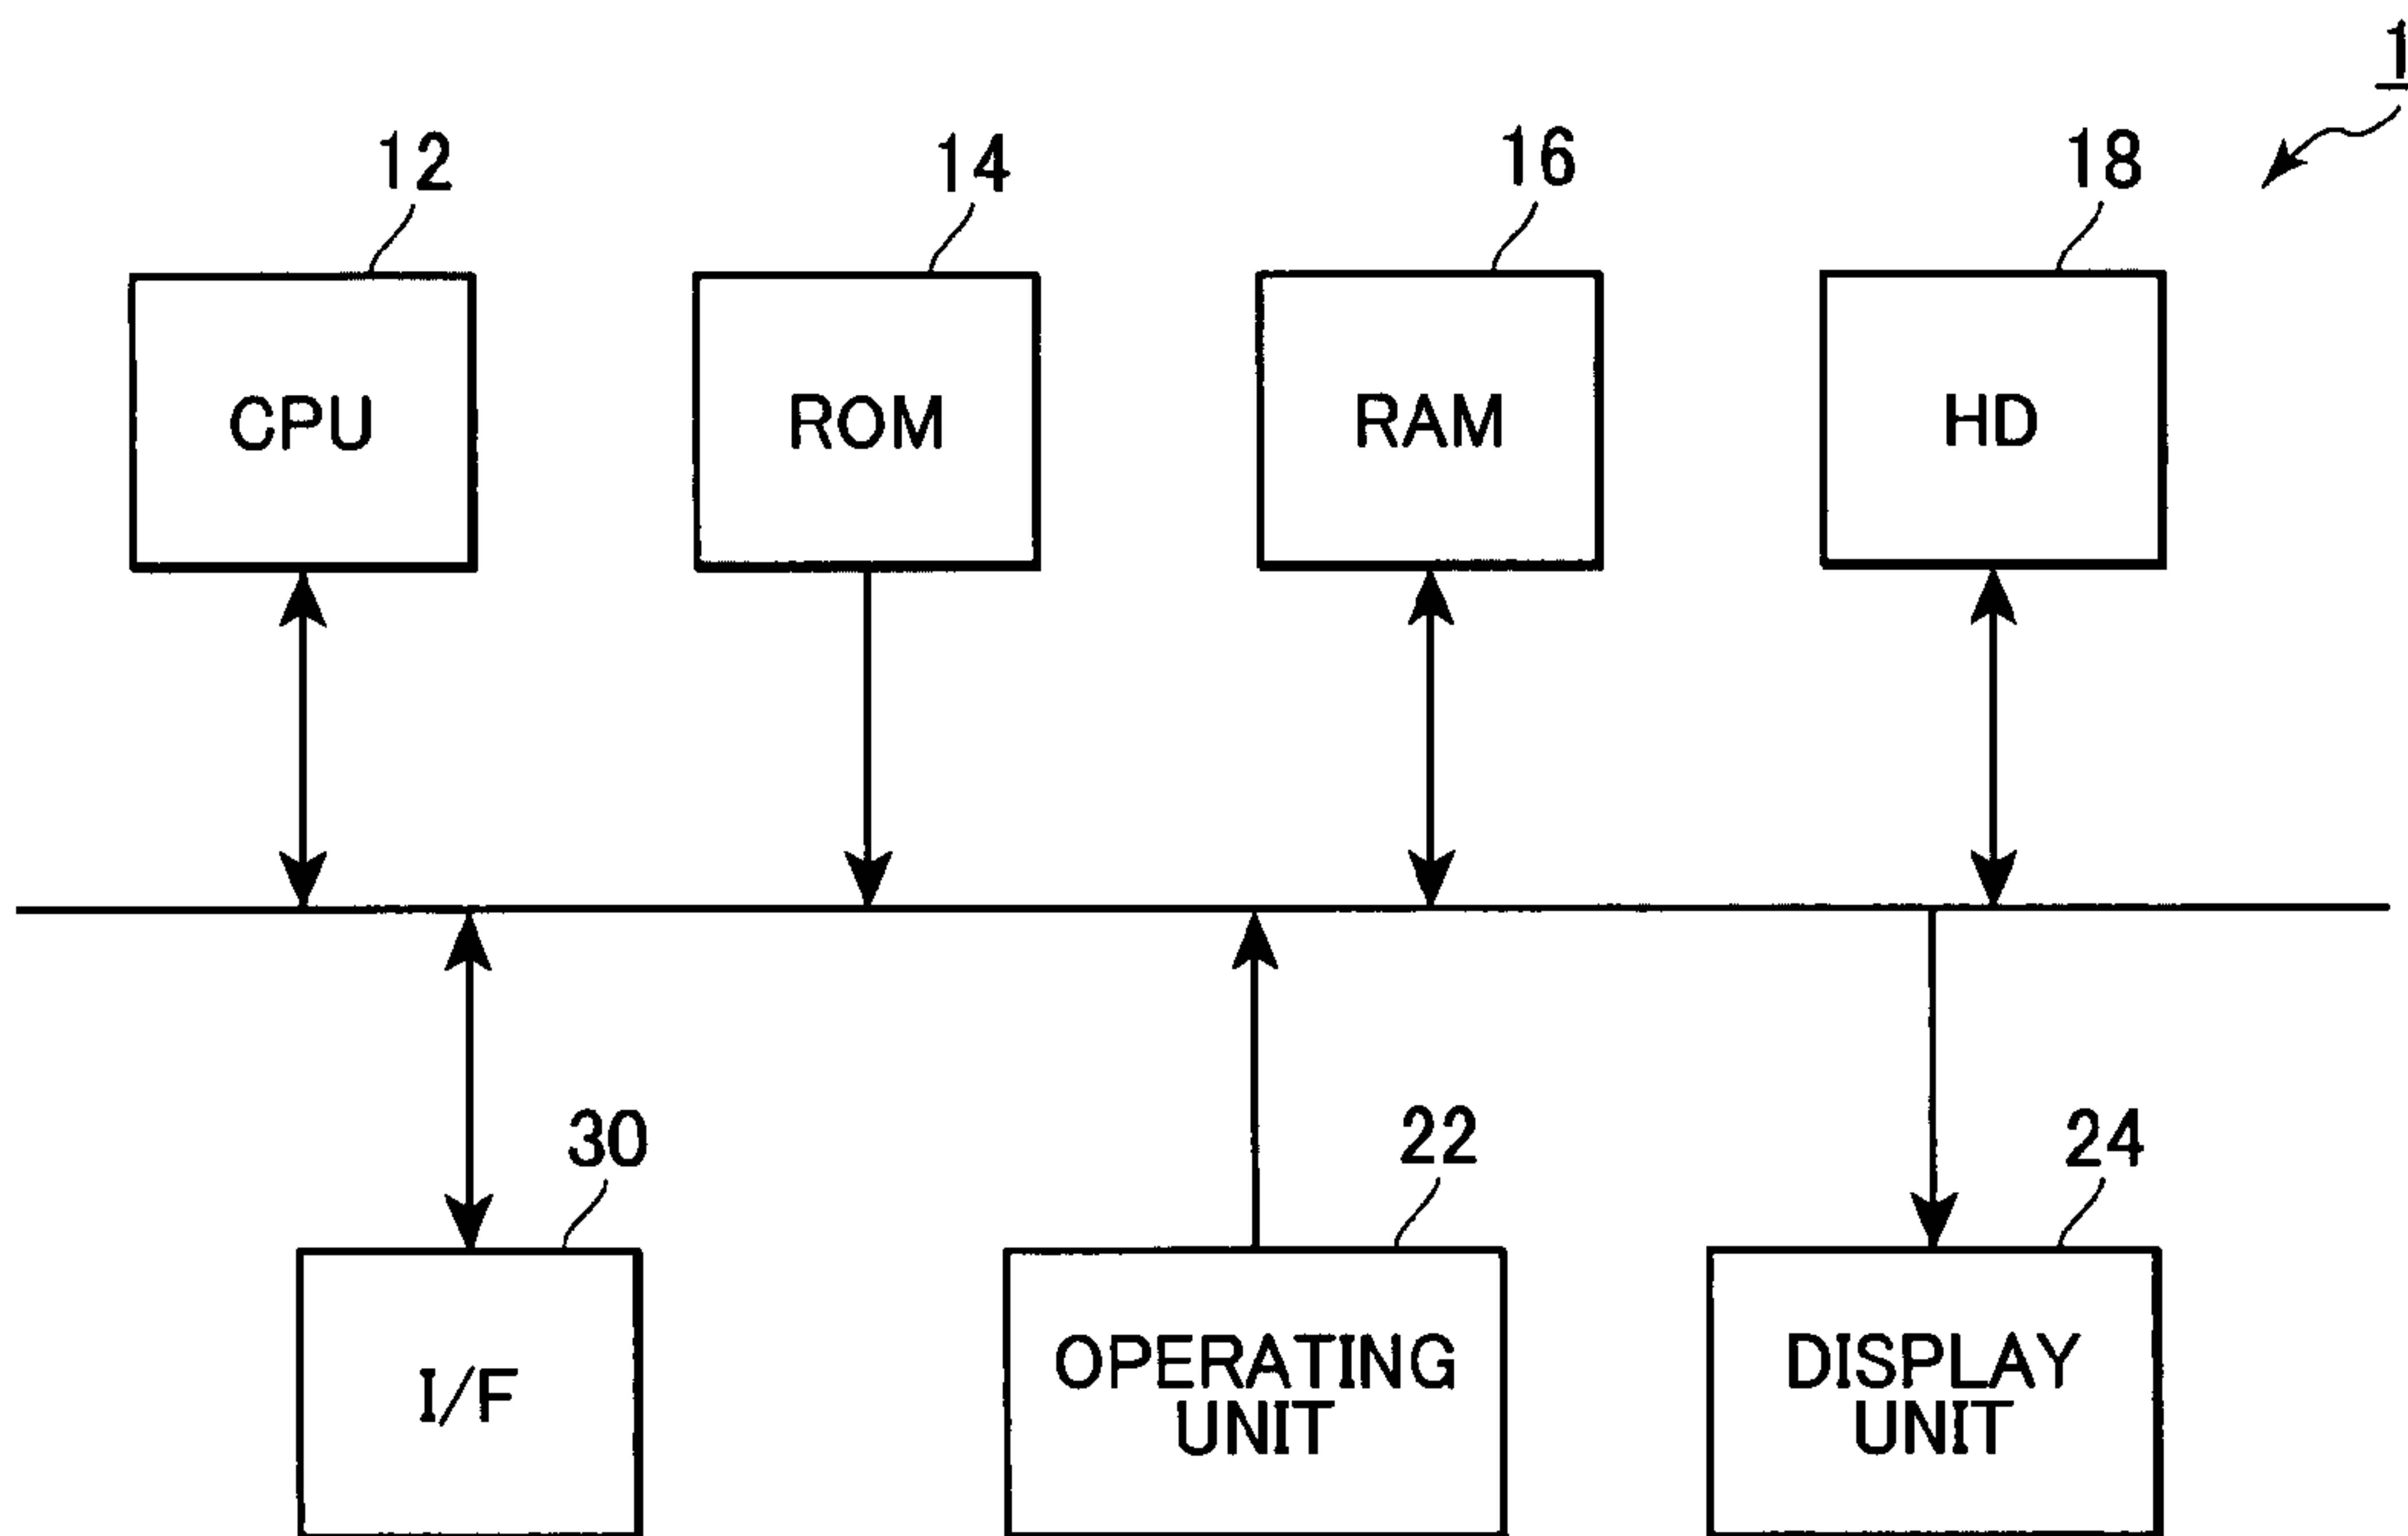 1
12
14
16
18
CPU
ROM
RAM
HD
30
22
24
I/F
OPERATING
UNIT
DISPLAY
UNIT